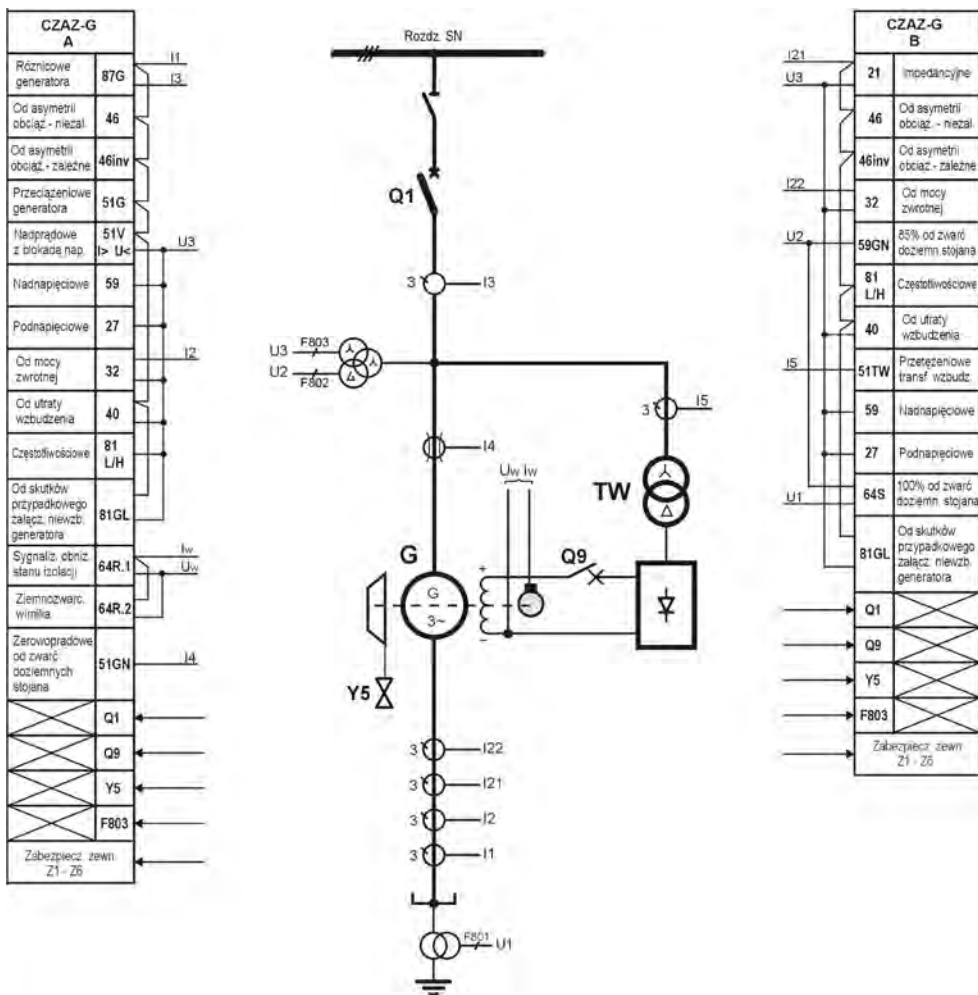 CZAZ-G
A
Różnicowe
generatora
87G
I1
I3
Od asymetrii
obciąż - niezal.
46
Od asymetrii
obciąż - zależne
46inv
Przeciążeniowe
generatora
51G
Nadprądowe
z blokadą nap.
51V
I> U<
U3
Nadnapięciowe
59
Podnapięciowe
27
Od mocy
zwrotnej
32
I2
Od utraty
wzbudzenia
40
Częstotliwościowe
81
L/H
Od skutków
przypadkowego
załącz. niewzb.
generatora
81GL
Sygnaliz. obniż.
stanu izolacji
64R.1
Iw
Uw
Ziemnozwarc.
wirnika
64R.2
Zerowoprądowe
od zwarć
doziemnych
stojana
51GN
I4
Q1
Q9
Y5
F803
Zabezpiecz. zewn
Z1 - Z6
Rozdz. SN
Q1
3
I3
U3
F803
U2
F802
3
I5
I4
TW
Uw Iw
G
G
3~
+
-
Q9
Y5
3
I22
3
I21
3
I2
3
I1
F801
U1
CZAZ-G
B
I21
U3
21
Impedancyjne
46
Od asymetrii
obciąż. - niezal.
46inv
Od asymetrii
obciąż. - zależne
I22
32
Od mocy
zwrotnej
U2
59GN
85% od zwarć
doziemn. stojana
81
L/H
Częstotliwościowe
40
Od utraty
wzbudzenia
I5
51TW
Przetężeniowe
transf. wzbudz.
59
Nadnapięciowe
27
Podnapięciowe
U1
64S
100% od zwarć
doziemn. stojana
81GL
Od skutków
przypadkowego
załącz. niewzb.
generatora
Q1
Q9
Y5
F803
Zabezpiecz. zewn
Z1 - Z6